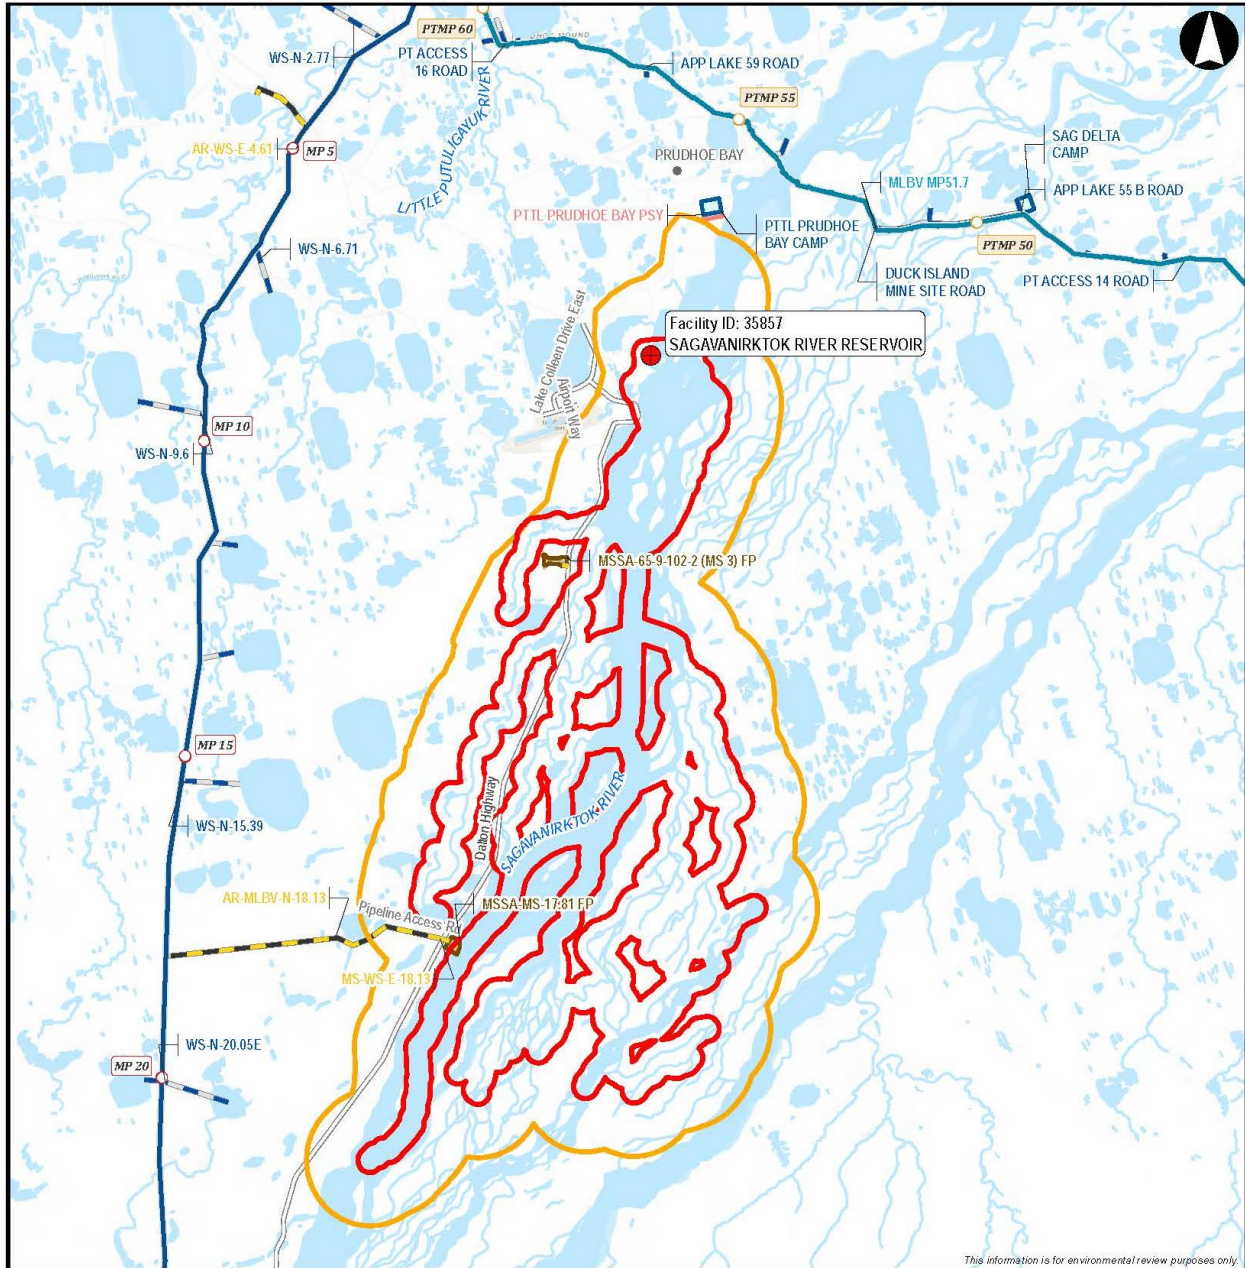 PTMP 60
WS-N-2.77
PT ACCESS
16 ROAD
APP LAKE 59 ROAD
LITTLE PUTULIGAYUK RIVER
PTMP 55
AR-WS-E-4.61
MP 5
PRUDHOE BAY
SAG DELTA
CAMP
MLBV MP51.7
APP LAKE 55 B ROAD
PTTL PRUDHOE BAY PSY
PTTL PRUDHOE
BAY CAMP
PTMP 50
WS-N-6.71
DUCK ISLAND
MINE SITE ROAD
PT ACCESS 14 ROAD
Facility ID: 35857
SAGAVANIRKTOK RIVER RESERVOIR
Lake Colleen Drive East
Airport Way
MP 10
WS-N-9.6
MSSA-65-9-102-2 (MS 3) FP
MP 15
WS-N-15.39
Dalton Highway
SAGAVANIRKTOK RIVER
AR-MLBV-N-18.13
Pipeline Access Rd
MSSA-MS-17.81 FP
MS-WS-E-18.13
WS-N-20.05E
MP 20
This information is for environmental review purposes only.